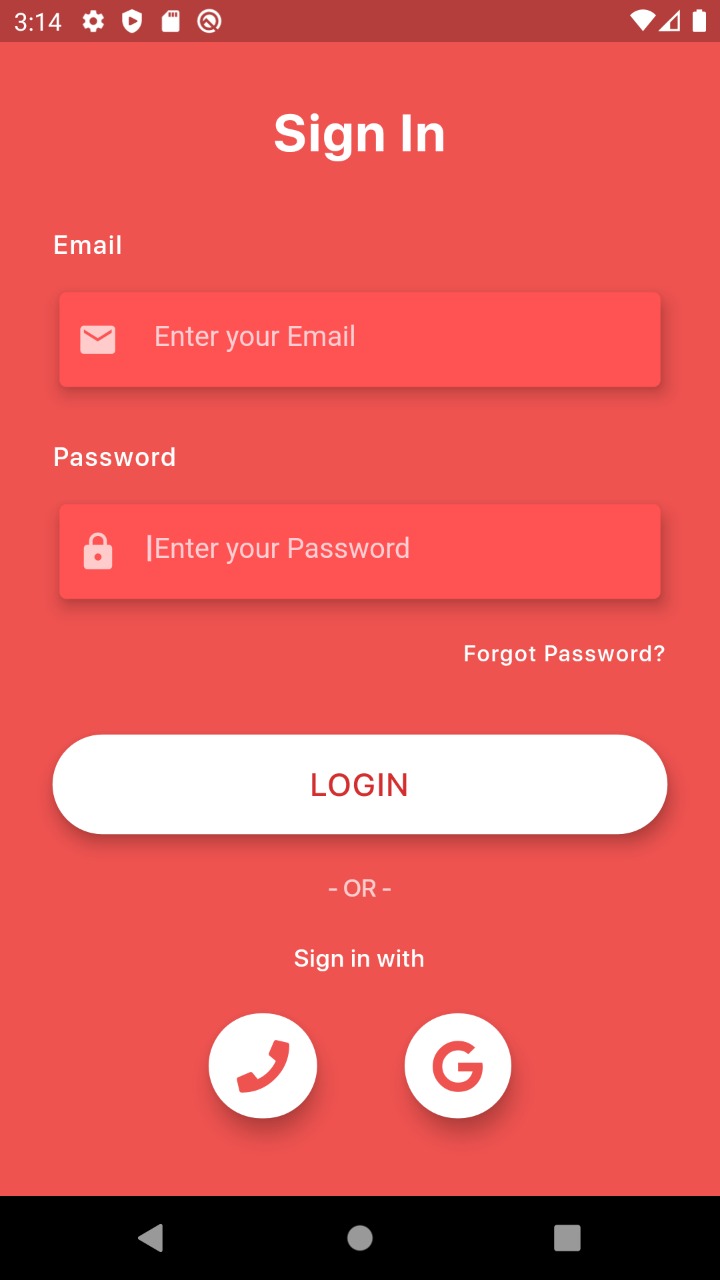 3:14
Sign In
Email
Enter your Email
Password
Enter your Password
Forgot Password?
LOGIN
- OR -
Sign in with